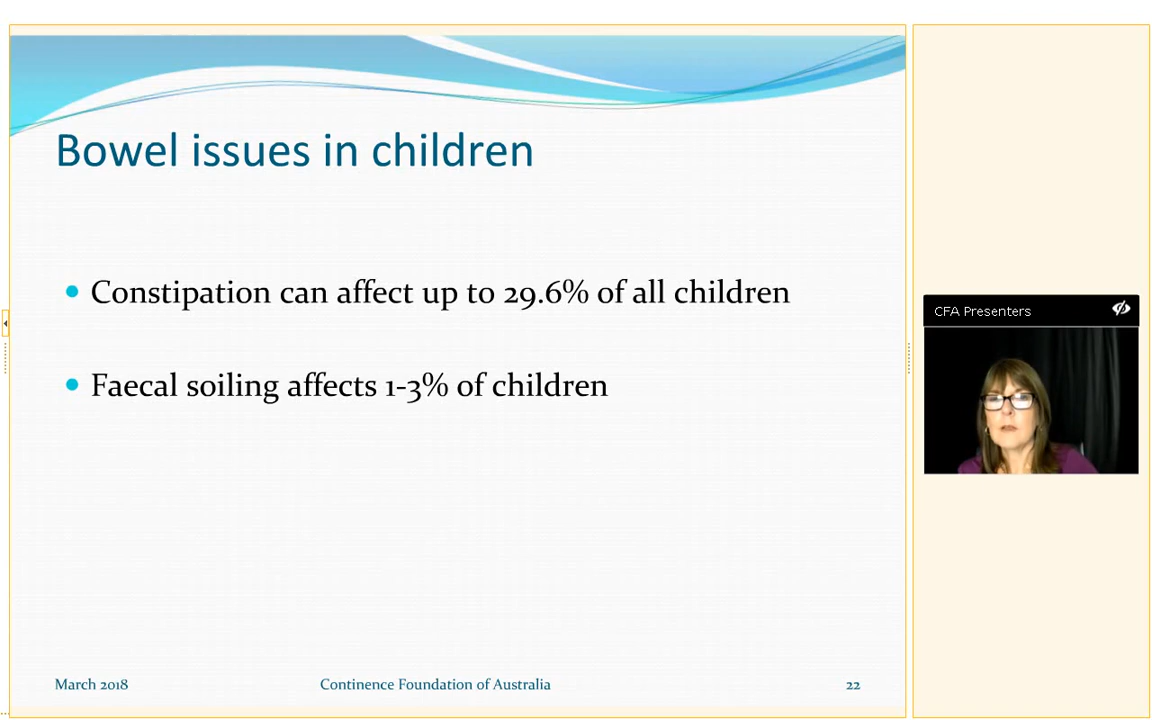 Bowel issues in children
Constipation can affect up to 29.6% of all children
Faecal soiling affects 1-3% of children
March 2018
Continence Foundation of Australia
22
CFA Presenters